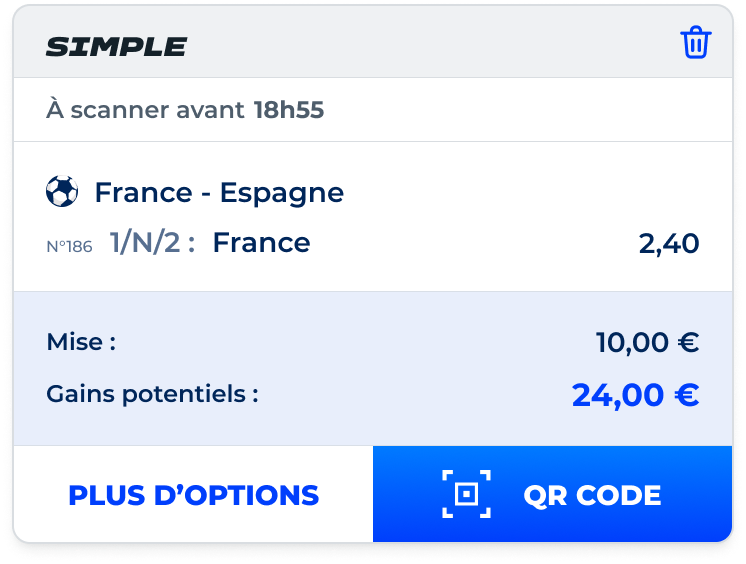 SIMPLE
À scanner avant 18h55
France - Espagne
N°186 1/N/2 : France 2,40
Mise : 10,00 €
Gains potentiels : 24,00 €
PLUS D’OPTIONS QR CODE